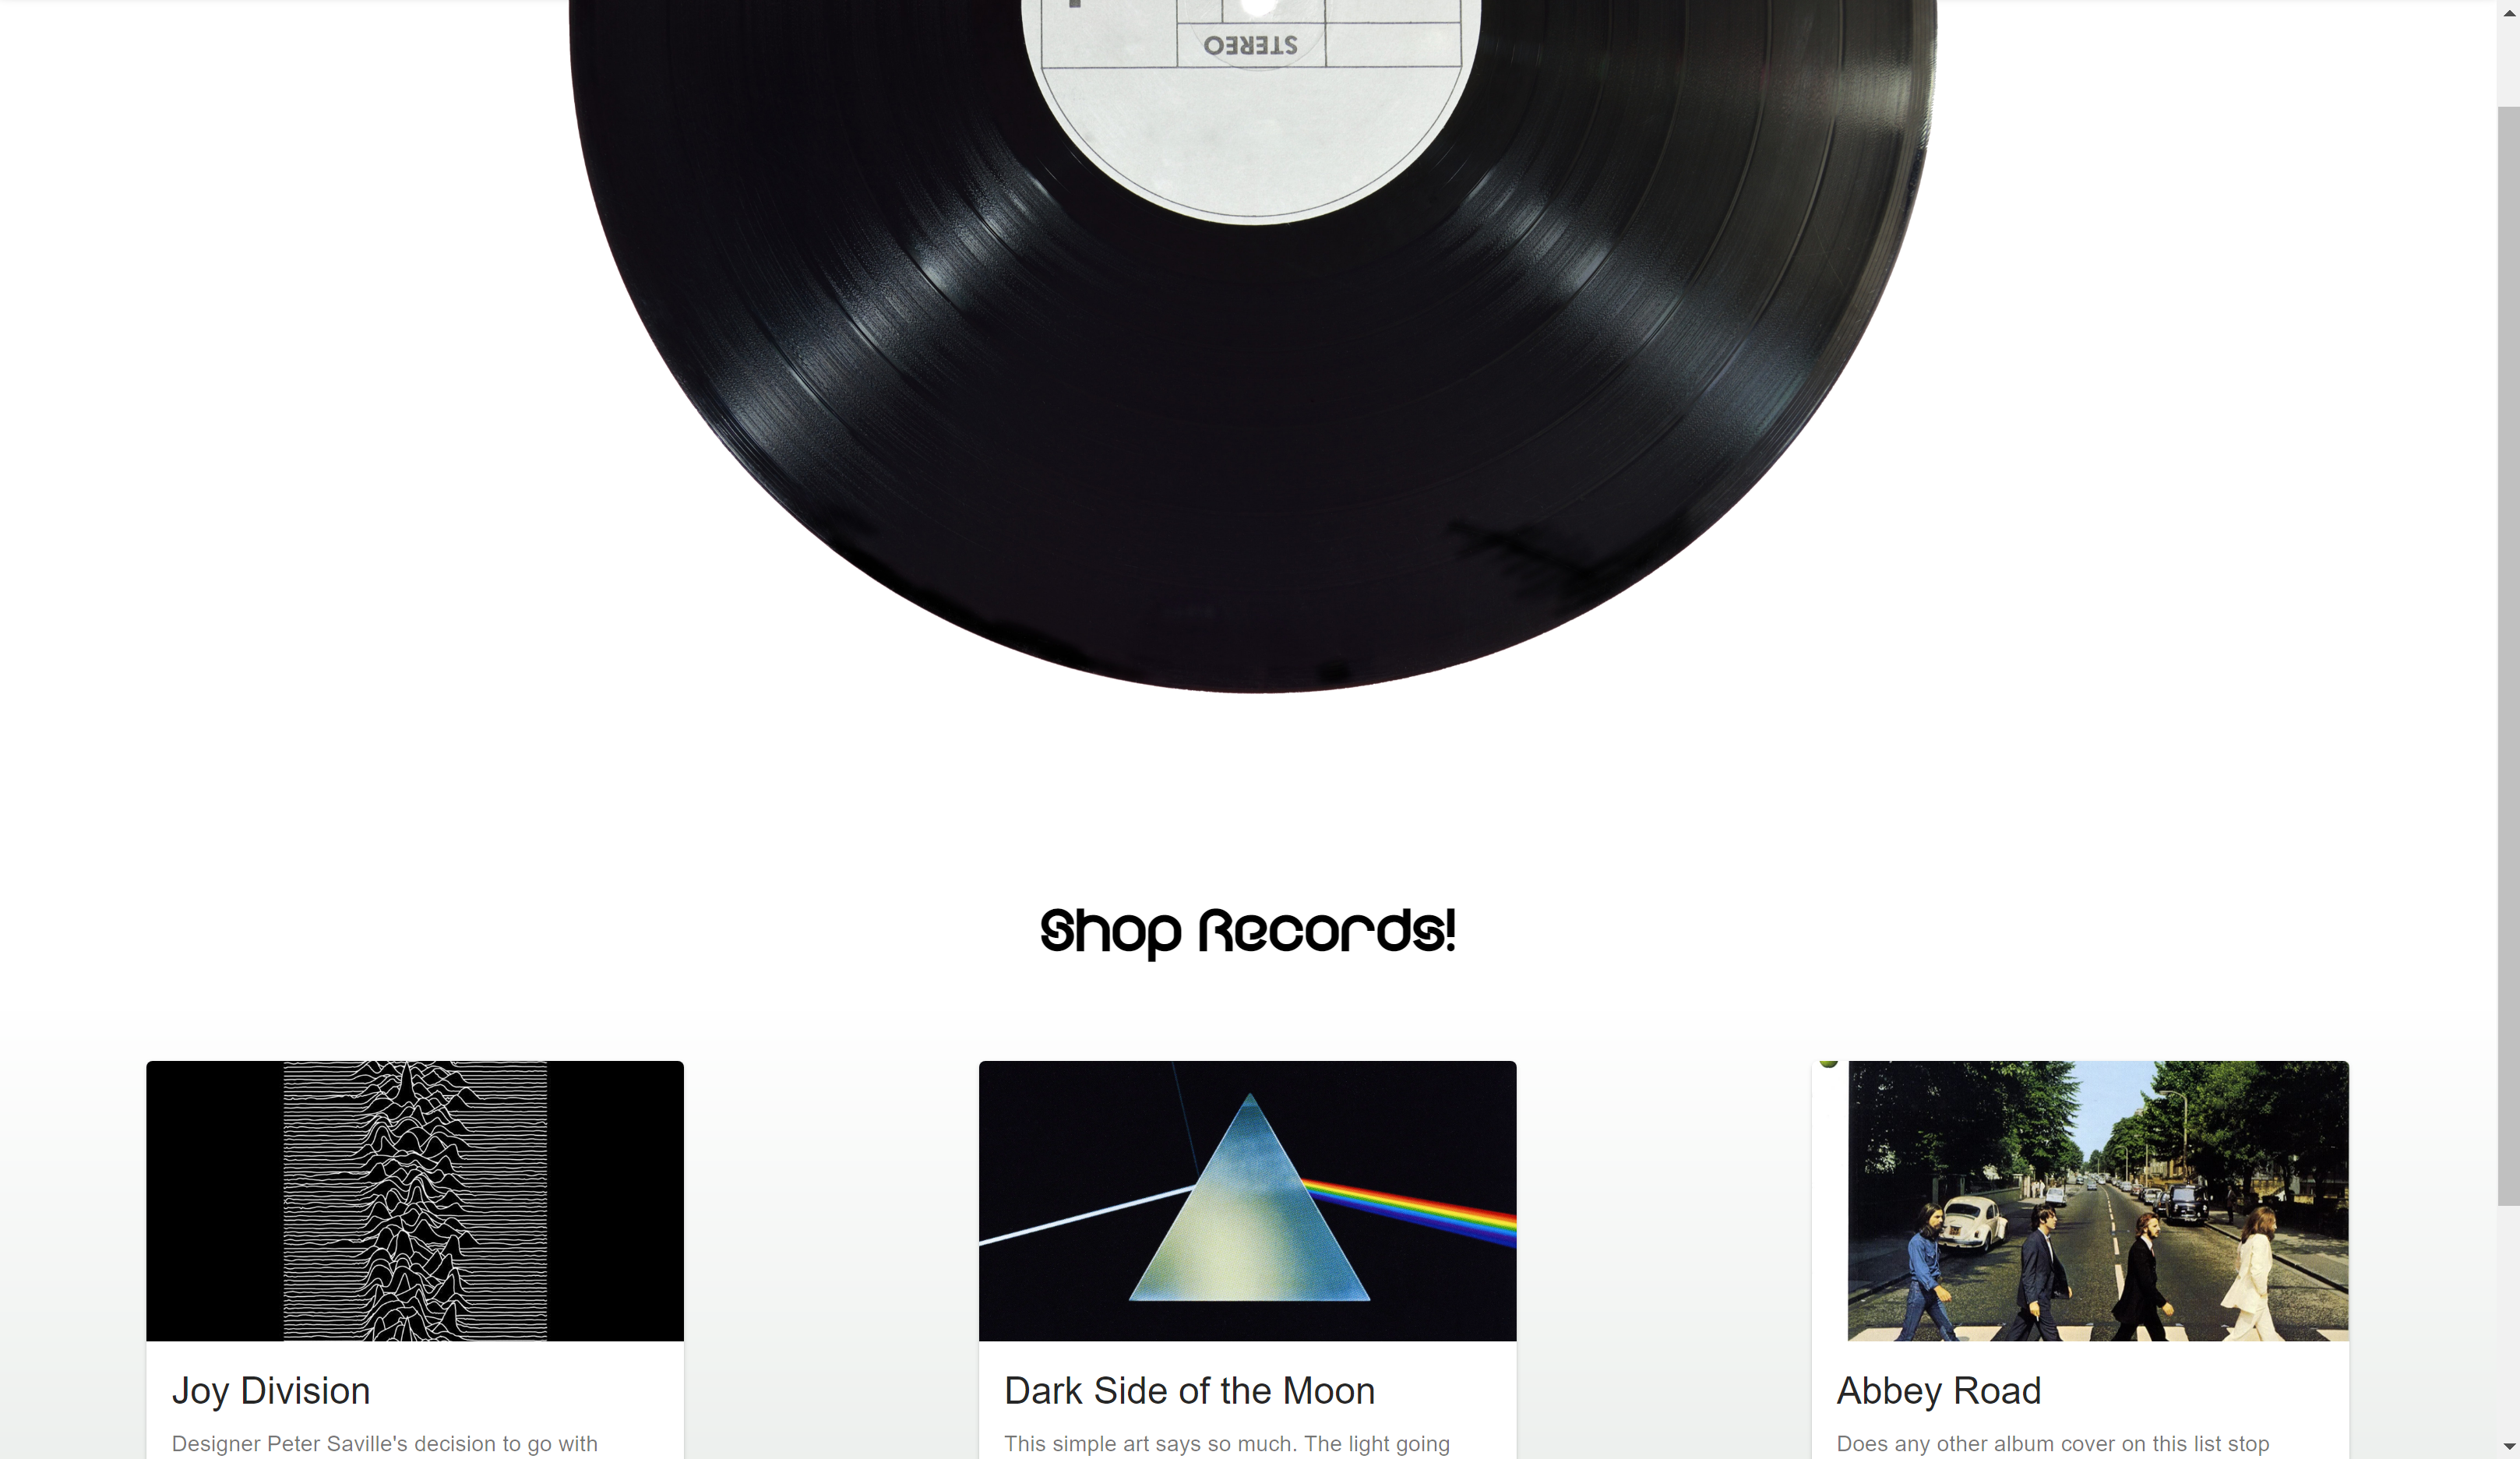 STEREO
Shop Records!
Joy Division
Designer Peter Saville's decision to go with
Dark Side of the Moon
This simple art says so much. The light going
Abbey Road
Does any other album cover on this list stop